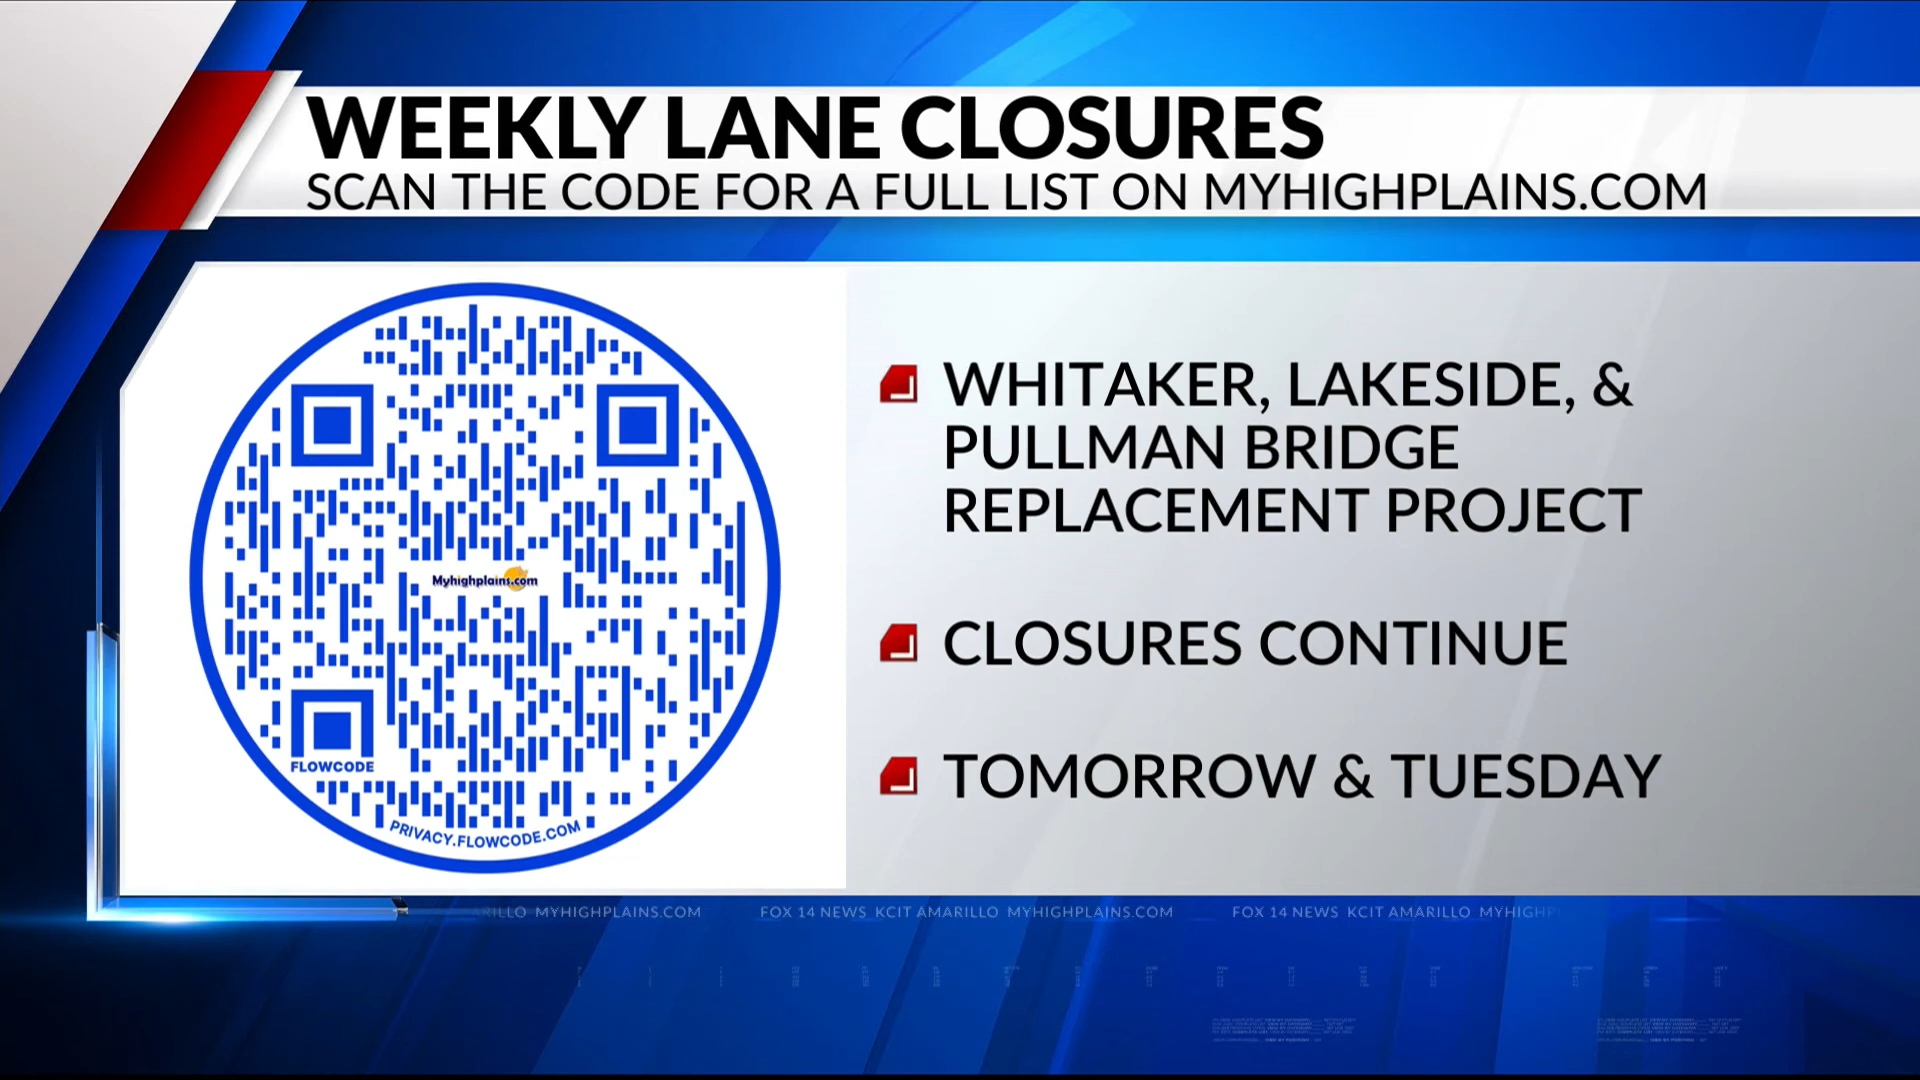 WEEKLY LANE CLOSURES
SCAN THE CODE FOR A FULL LIST ON MYHIGHPLAINS.COM
Myhighplains.com
FLOWCODE
PRIVACY.FLOWCODE.COM
WHITAKER, LAKESIDE, &
PULLMAN BRIDGE
REPLACEMENT PROJECT
CLOSURES CONTINUE
TOMORROW & TUESDAY
ARILLO MYHIGHPLAINS.COM FOX 14 NEWS KCIT AMARILLO MYHIGHPLAINS.COM FOX 14 NEWS KCIT AMARILLO MYHIGHP